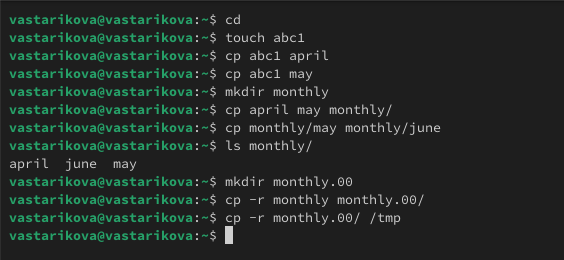 vastarikova@vastarikova:~$ cd
vastarikova@vastarikova:~$ touch abc1
vastarikova@vastarikova:~$ cp abc1 april
vastarikova@vastarikova:~$ cp abc1 may
vastarikova@vastarikova:~$ mkdir monthly
vastarikova@vastarikova:~$ cp april may monthly/
vastarikova@vastarikova:~$ cp monthly/may monthly/june
vastarikova@vastarikova:~$ ls monthly/
april  june  may
vastarikova@vastarikova:~$ mkdir monthly.00
vastarikova@vastarikova:~$ cp -r monthly monthly.00/
vastarikova@vastarikova:~$ cp -r monthly.00/ /tmp
vastarikova@vastarikova:~$